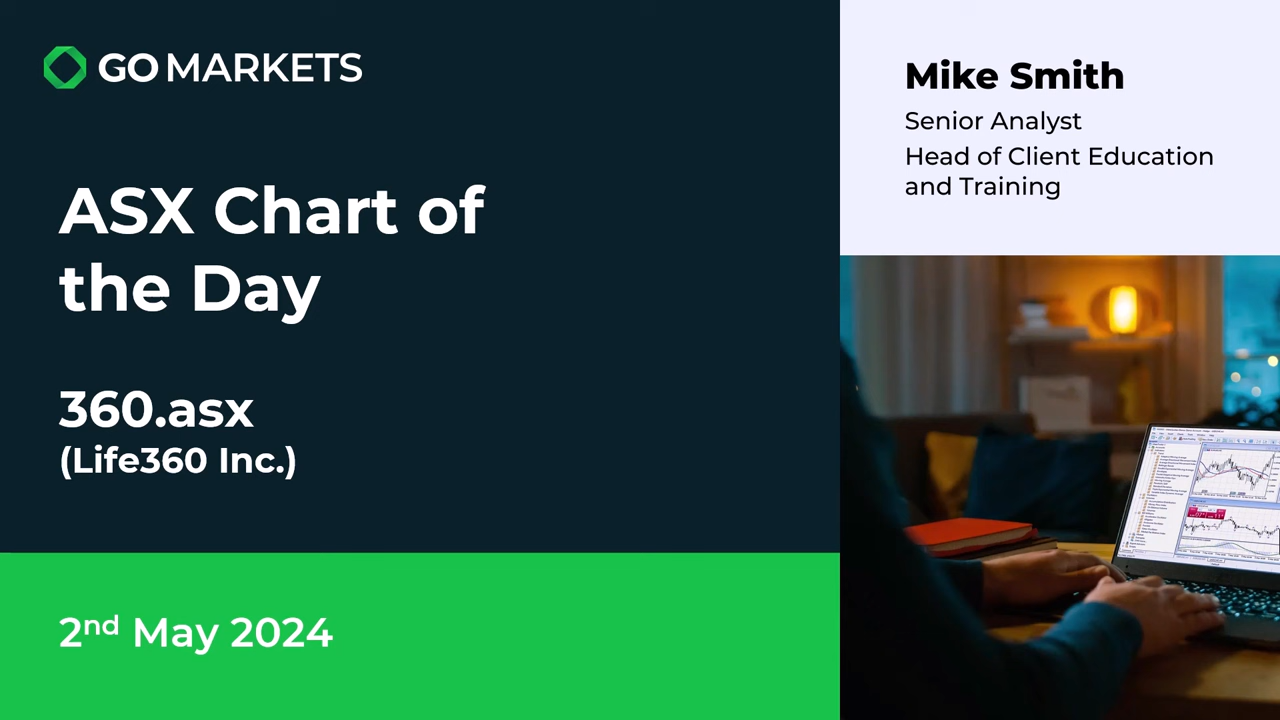 GO MARKETS
ASX Chart of
the Day
360.asx
(Life360 Inc.)
2nd May 2024
Mike Smith
Senior Analyst
Head of Client Education
and Training